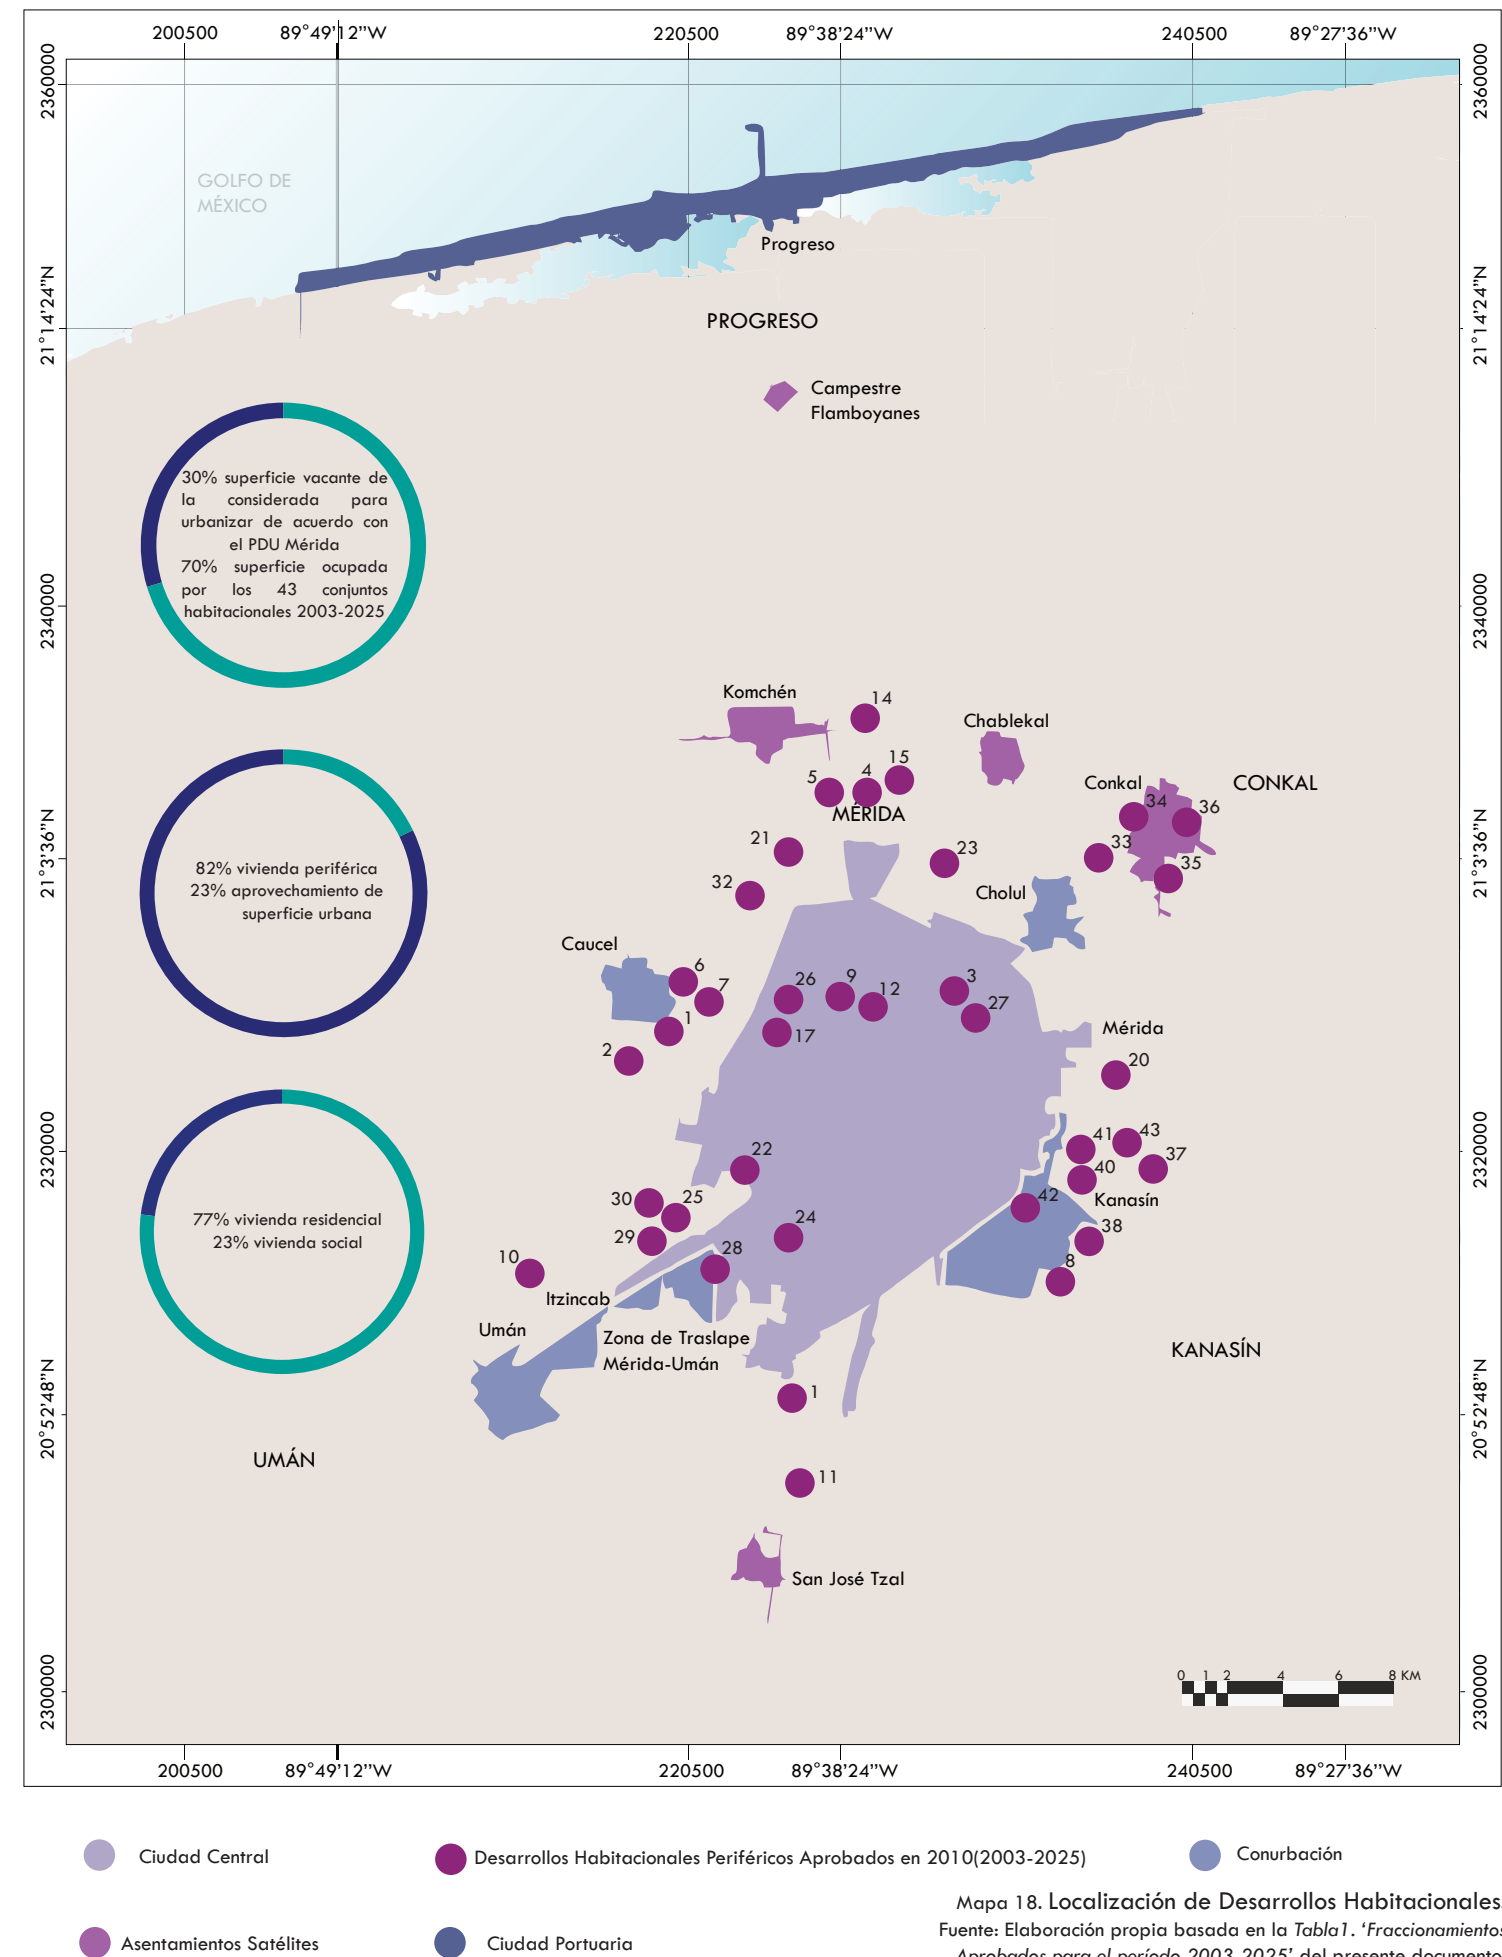 200500 89°49'12”W 220500 89°38'24”W 240500 89°27'36”W
2360000
2360000
GOLFO DE
MÉXICO
Progreso
21°14'24”N
21°14'24”N
PROGRESO
Campestre
Flamboyanes
30% superficie vacante de
la considerada para
urbanizar de acuerdo con
el PDU Mérida
70% superficie ocupada
por los 43 conjuntos
habitacionales 2003-2025
2340000
2340000
Komchén
14
Chablekal
15
5
4
Conkal
CONKAL
34
36
MÉRIDA
21
23
33
35
21°3'36”N
21°3'36”N
82% vivienda periférica
23% aprovechamiento de
superficie urbana
32
Cholul
Caucel
6
7
26
9
12
3
27
1
17
2
Mérida
20
41
43
37
40
2320000
2320000
22
30
25
42
Kanasín
77% vivienda residencial
23% vivienda social
29
24
38
10
28
8
Itzincab
Umán
Zona de Traslape
Mérida-Umán
KANASÍN
1
20°52'48”N
20°52'48”N
UMÁN
11
San José Tzal
0 1 2 4 6 8 KM
2300000
2300000
200500 89°49'12”W 220500 89°38'24”W 240500 89°27'36”W
Ciudad Central
Desarrollos Habitacionales Periféricos Aprobados en 2010(2003-2025)
Conurbación
Mapa 18. Localización de Desarrollos Habitacionales.
Fuente: Elaboración propia basada en la Tabla1. ‘Fraccionamientos
Asentamientos Satélites
Ciudad Portuaria
Aprobados para el período 2003-2025’ del presente documento